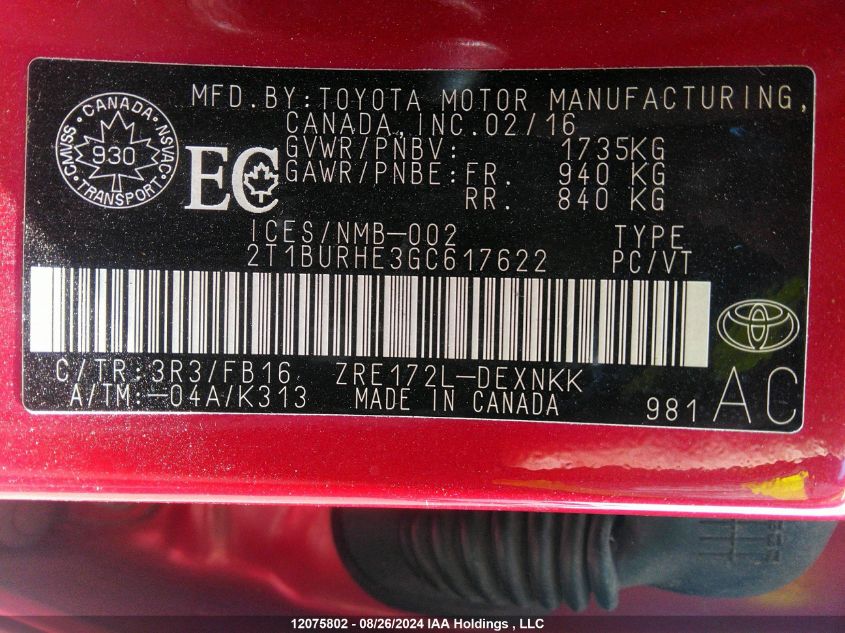 MFD.BY:TOYOTA MOTOR MANUFACTURING,
CANADA,INC.02/16
GVWR/PNBV: 1735KG
GAWR/PNBE:FR. 940 KG
RR. 840 KG
CANADA
CMVSS 930 NSVAC
TRANSPORT
EC
ICES/NMB-002 TYPE
2T1BURHE3GC617622 PC/VT
C/TR:3R3/FB16 ZRE172L-DEXNKK
A/TM:-04A/K313 MADE IN CANADA
981 AC
12075802 - 08/26/2024 IAA Holdings , LLC